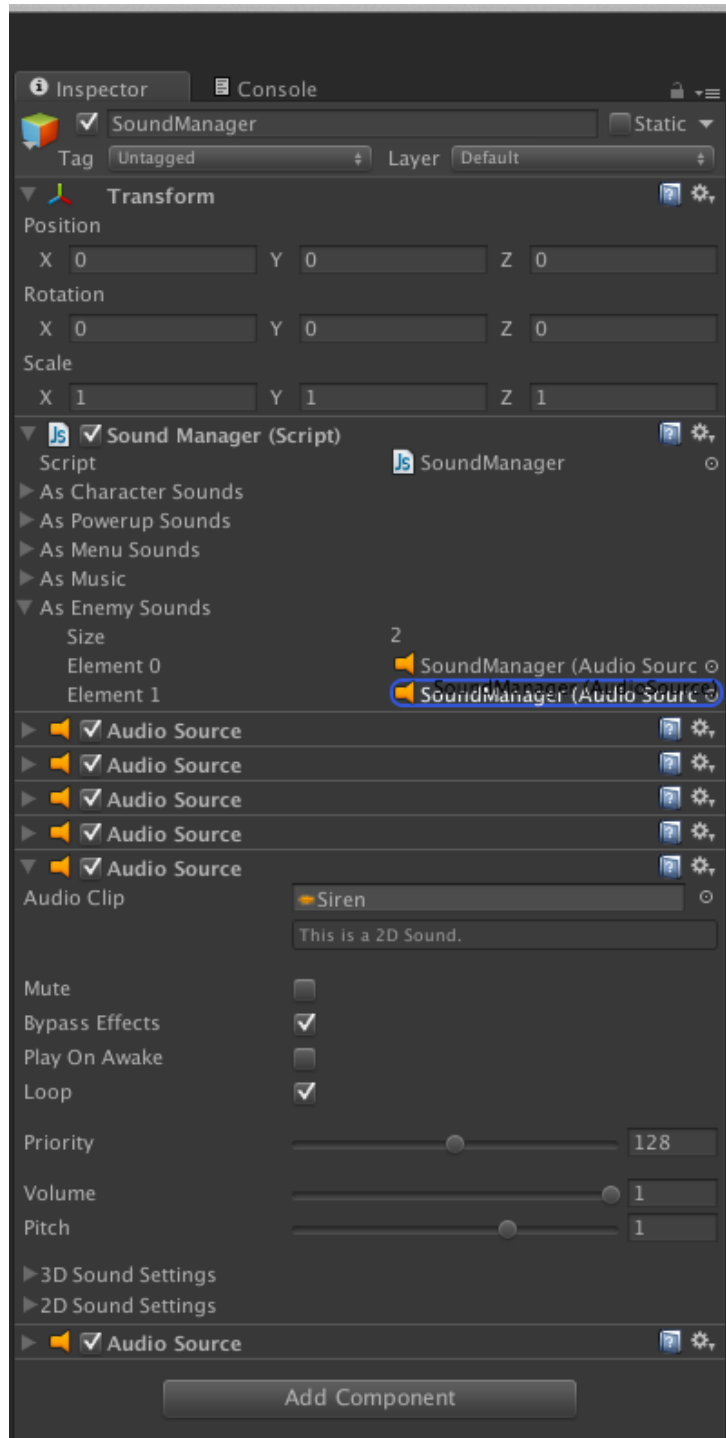 Inspector Console
SoundManager Static
Tag Untagged Layer Default
Transform
Position
X 0 Y 0 Z 0
Rotation
X 0 Y 0 Z 0
Scale
X 1 Y 1 Z 1
Js Sound Manager (Script)
Script Js SoundManager
As Character Sounds
As Powerup Sounds
As Menu Sounds
As Music
As Enemy Sounds
Size 2
Element 0 SoundManager (Audio Sourc
Element 1 SoundManager (Audio Sourc
SoundManager (AudioSource)
Audio Source
Audio Source
Audio Source
Audio Source
Audio Source
Audio Clip Siren
This is a 2D Sound.
Mute
Bypass Effects
Play On Awake
Loop
Priority 128
Volume 1
Pitch 1
3D Sound Settings
2D Sound Settings
Audio Source
Add Component